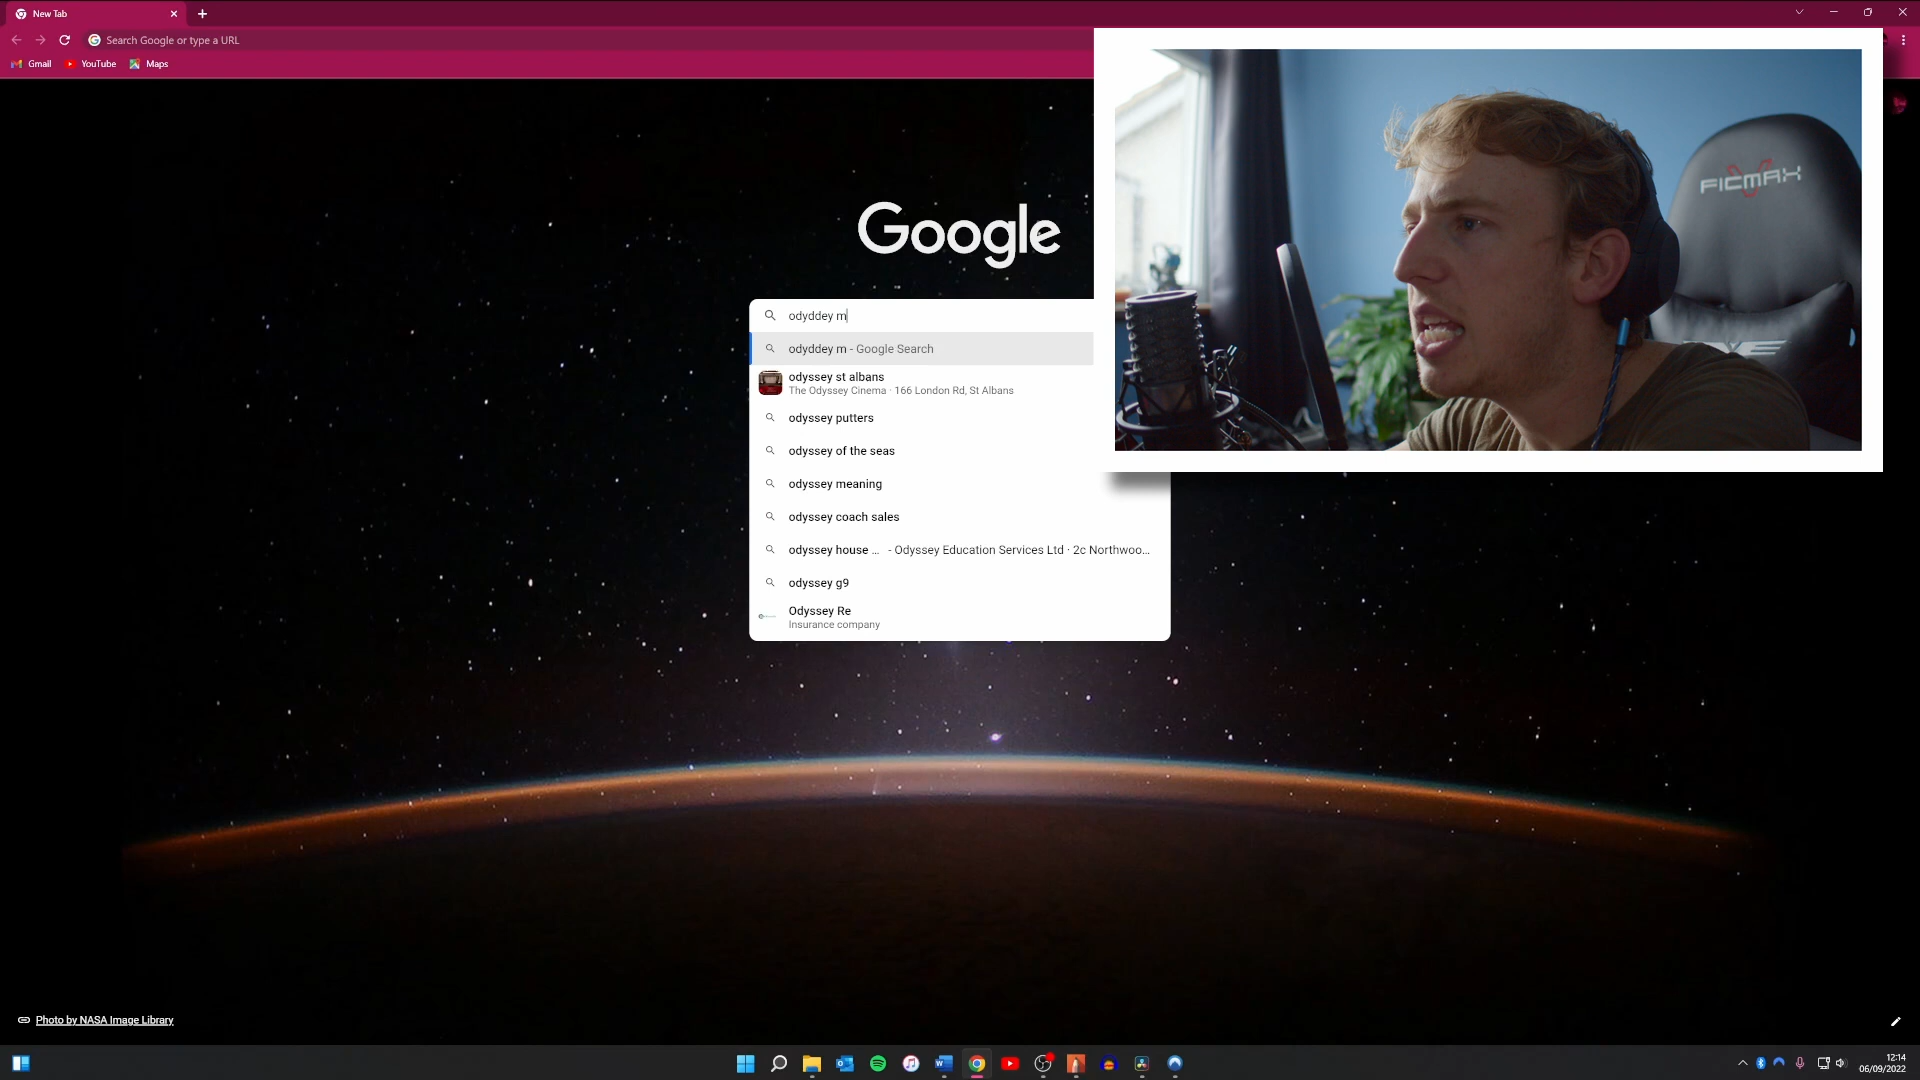 New Tab
Search Google or type a URL
Gmail YouTube Maps
FICMAX
Google
odyddey m
odyddey m - Google Search
odyssey st albans
The Odyssey Cinema · 166 London Rd, St Albans
odyssey putters
odyssey of the seas
odyssey meaning
odyssey coach sales
odyssey house ... - Odyssey Education Services Ltd · 2c Northwoo...
odyssey g9
Odyssey Re
Insurance company
Photo by NASA Image Library
12:14
06/09/2022